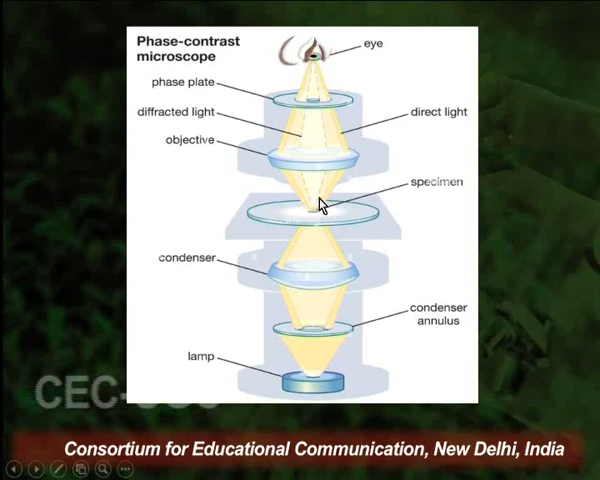 Phase-contrast
microscope
eye
phase plate
diffracted light
direct light
objective
specimen
condenser
condenser
annulus
lamp
CEC-
Consortium for Educational Communication, New Delhi, India